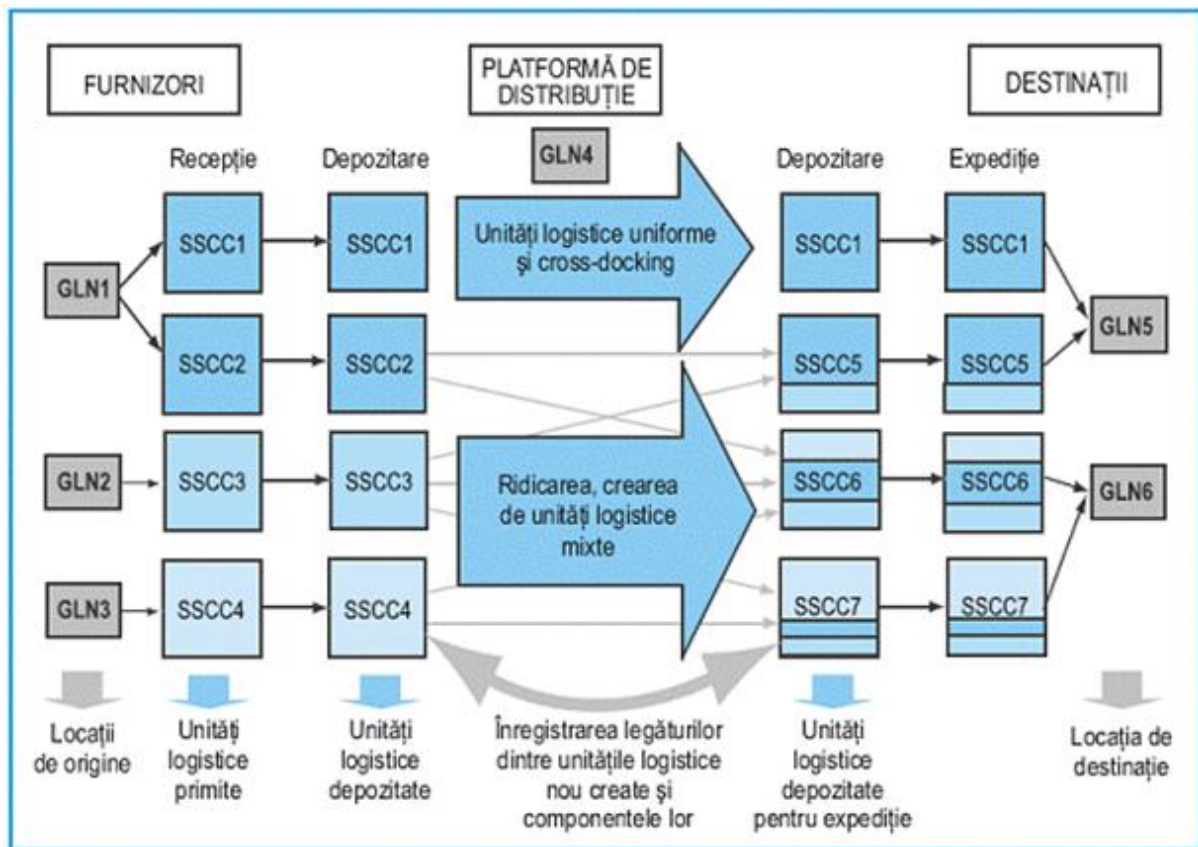 FURNIZORI
PLATFORMĂ DE
DISTRIBUȚIE
DESTINAȚII
Recepție
Depozitare
GLN4
Depozitare
Expediție
SSCC1
SSCC1
Unități logistice uniforme
și cross-docking
SSCC1
SSCC1
GLN1
GLN5
SSCC2
SSCC2
SSCC5
SSCC5
GLN2
SSCC3
SSCC3
Ridicarea, crearea
de unități logistice
mixte
SSCC6
SSCC6
GLN6
GLN3
SSCC4
SSCC4
SSCC7
SSCC7
Locații
de origine
Unități
logistice
primite
Unități
logistice
depozitate
Înregistrarea legăturilor
dintre unitățile logistice
nou create și
componentele lor
Unități
logistice
depozitate
pentru expediție
Locația de
destinație